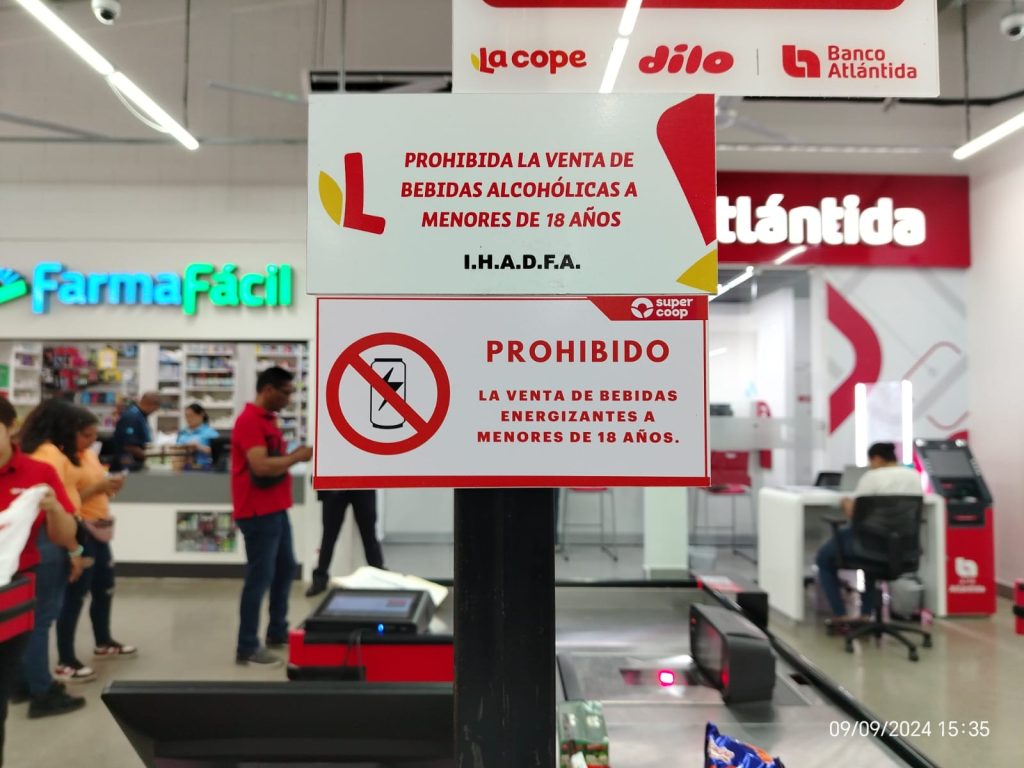 La cope
dilo
Banco
Atlántida
PROHIBIDA LA VENTA DE
BEBIDAS ALCOHÓLICAS A
MENORES DE 18 AÑOS
I.H.A.D.F.A.
tlántida
FarmaFácil
super
coop
PROHIBIDO
LA VENTA DE BEBIDAS
ENERGIZANTES A
MENORES DE 18 AÑOS.
09/09/2024 15:35